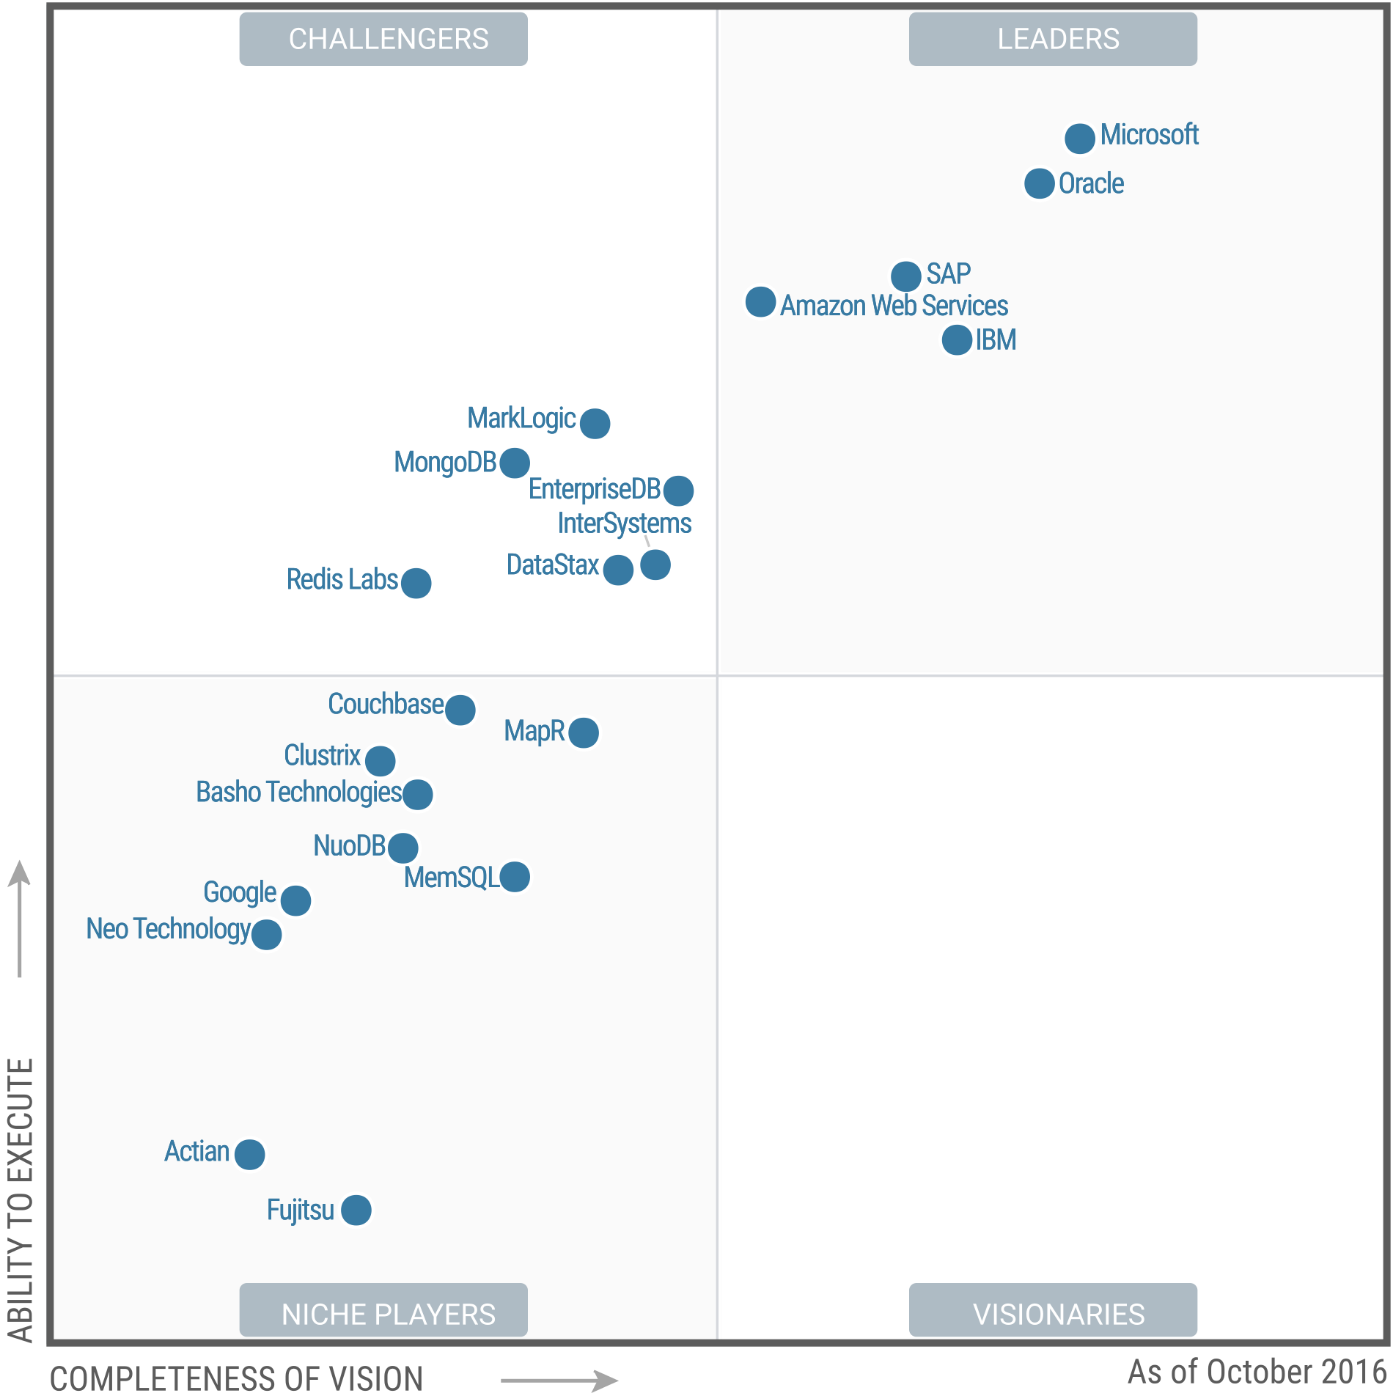 CHALLENGERS
LEADERS
Microsoft
Oracle
SAP
Amazon Web Services
IBM
MarkLogic
MongoDB
EnterpriseDB
InterSystems
DataStax
Redis Labs
Couchbase
MapR
Clustrix
Basho Technologies
NuoDB
MemSQL
Google
Neo Technology
Actian
Fujitsu
NICHE PLAYERS
VISIONARIES
ABILITY TO EXECUTE
COMPLETENESS OF VISION
As of October 2016